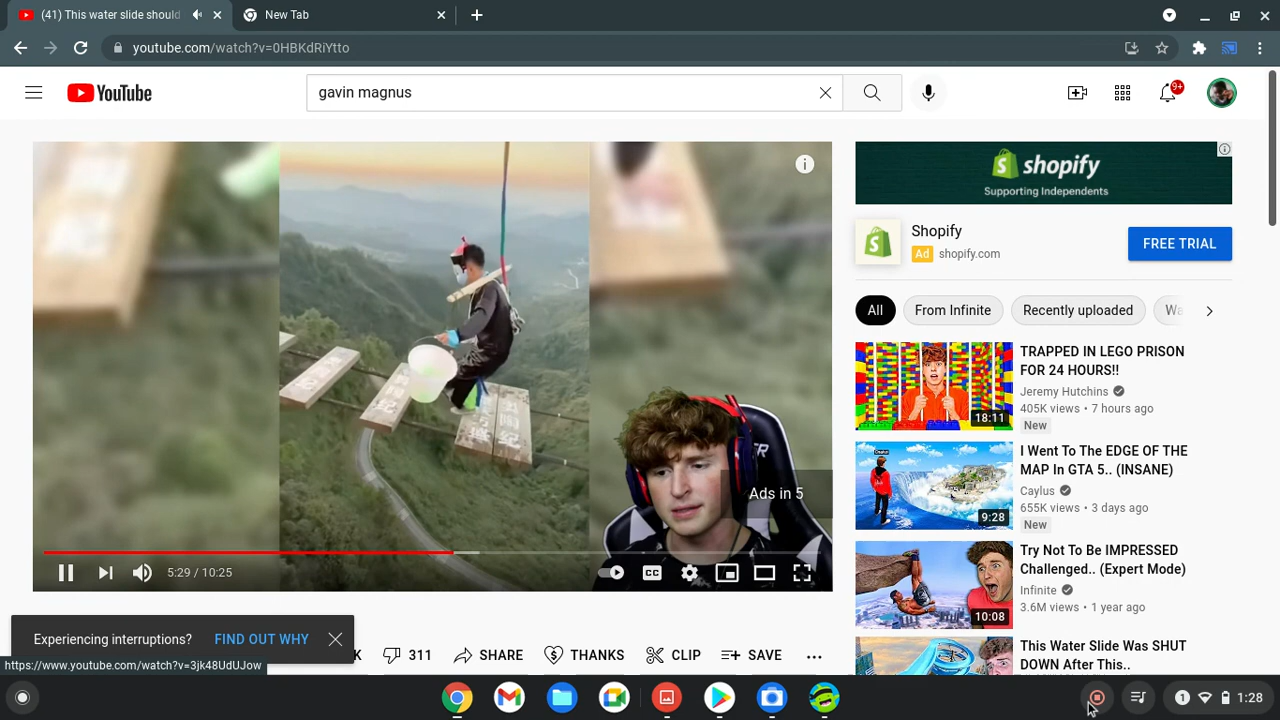 (41) This water slide should
New Tab
youtube.com/watch?v=0HBKdRiYtto
YouTube
gavin magnus
9+
shopify
Supporting Independents
Shopify
Ad shopify.com
FREE TRIAL
All
From Infinite
Recently uploaded
Wa
TRAPPED IN LEGO PRISON
FOR 24 HOURS!!
Jeremy Hutchins
405K views • 7 hours ago
New
18:11
I Went To The EDGE OF THE
MAP In GTA 5.. (INSANE)
Caylus
655K views • 3 days ago
New
9:28
Try Not To Be IMPRESSED
Challenged.. (Expert Mode)
Infinite
3.6M views • 1 year ago
10:08
This Water Slide Was SHUT
DOWN After This..
Ads in 5
5:29 / 10:25
CC
Experiencing interruptions?
FIND OUT WHY
K
311
SHARE
THANKS
CLIP
SAVE
https://www.youtube.com/watch?v=3jk48UdUJow
1
1:28